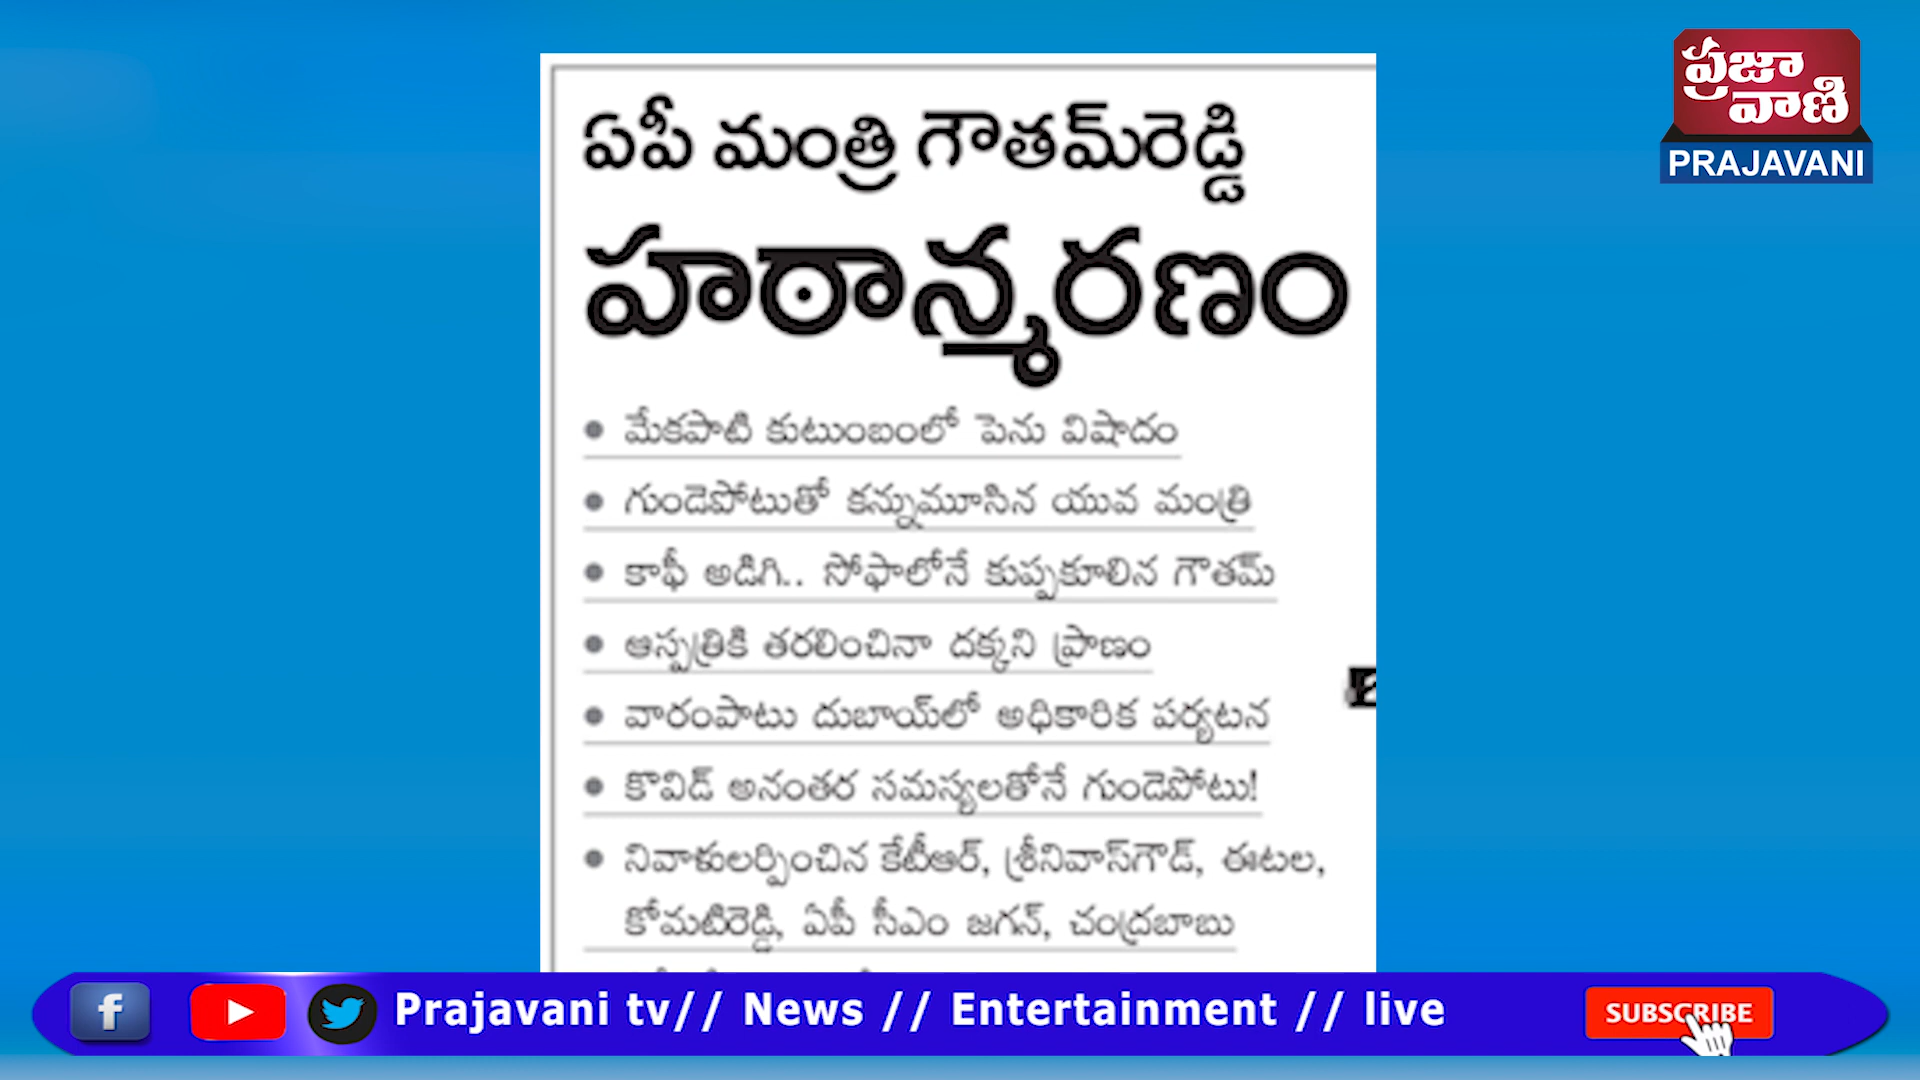 ప్రజా
వాణి
PRAJAVANI
ఏపీ మంత్రి గౌతమ్‌రెడ్డి
హఠాన్మరణం
• మేకపాటి కుటుంబంలో పెను విషాదం
• గుండెపోటుతో కన్నుమూసిన యువ మంత్రి
• కాఫీ అడిగి.. సోఫాలోనే కుప్పకూలిన గౌతమ్
• ఆస్పత్రికి తరలించినా దక్కని ప్రాణం
• వారంపాటు దుబాయ్‌లో అధికారిక పర్యటన
• కొవిడ్ అనంతర సమస్యలతోనే గుండెపోటు!
• నివాళులర్పించిన కేటీఆర్, శ్రీనివాస్‌గౌడ్, ఈటల,
కోమటిరెడ్డి, ఏపీ సీఎం జగన్, చంద్రబాబు
Prajavani tv// News // Entertainment // live
SUBSCRIBE